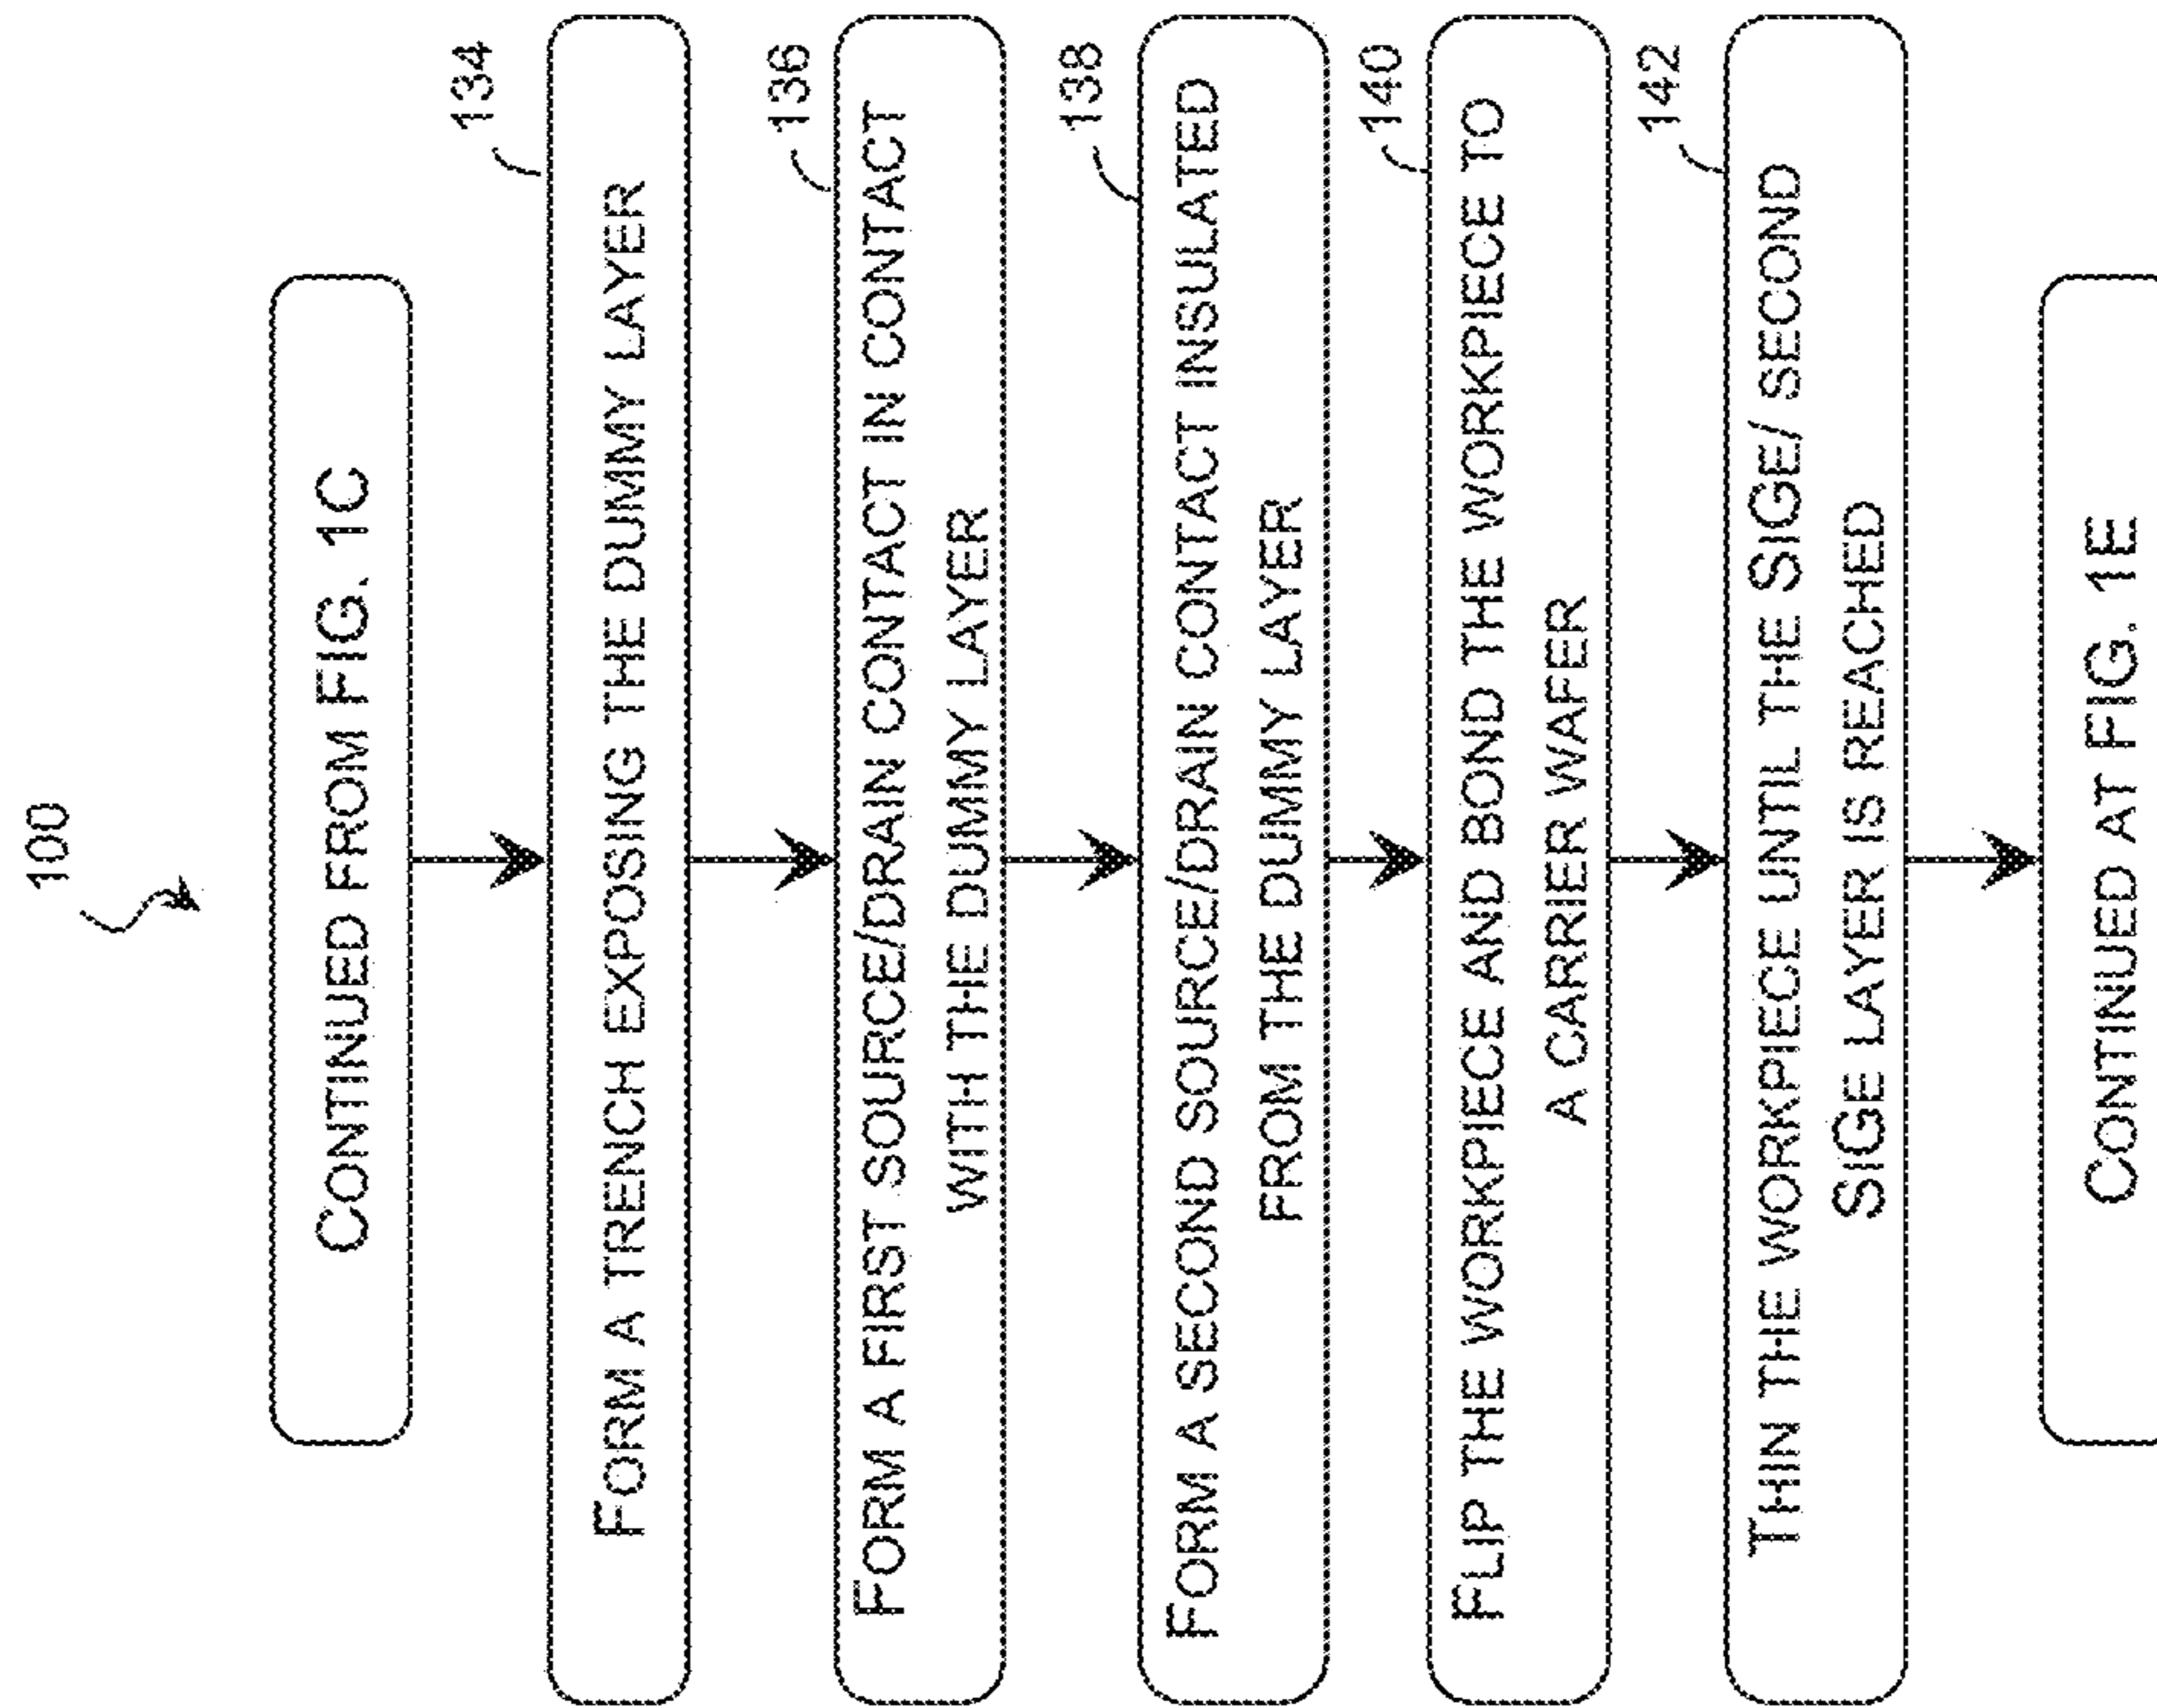 100
CONTINUED FROM FIG. 1C
134
FORM A TRENCH EXPOSING THE DUMMY LAYER
136
FORM A FIRST SOURCE/DRAIN CONTACT IN CONTACT
WITH THE DUMMY LAYER
138
FORM A SECOND SOURCE/DRAIN CONTACT INSULATED
FROM THE DUMMY LAYER
140
FLIP THE WORKPIECE AND BOND THE WORKPIECE TO
A CARRIER WAFER
142
THIN THE WORKPIECE UNTIL THE SIGE/ SECOND
SIGE LAYER IS REACHED
CONTINUED AT FIG. 1E